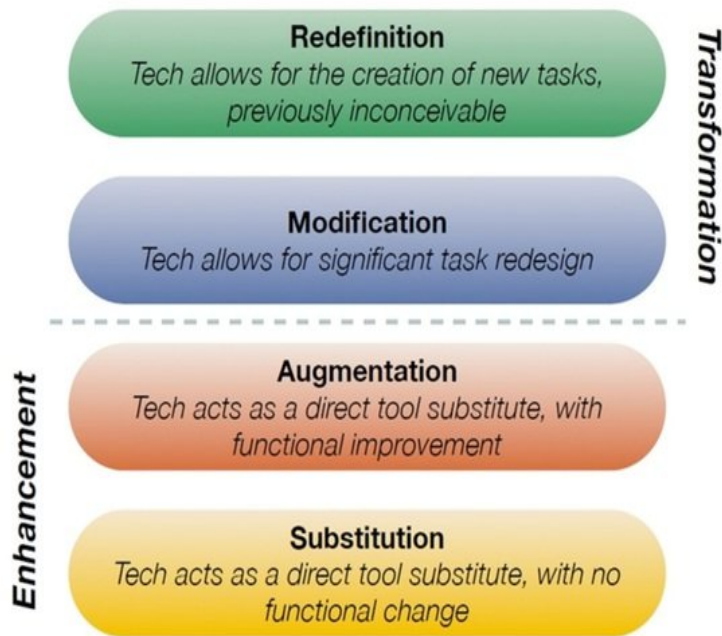 Redefinition
Tech allows for the creation of new tasks,
previously inconceivable
Transformation
Modification
Tech allows for significant task redesign
Augmentation
Tech acts as a direct tool substitute, with
functional improvement
Enhancement
Substitution
Tech acts as a direct tool substitute, with no
functional change